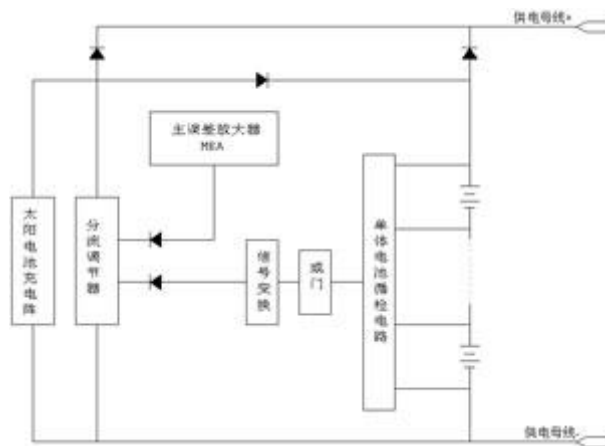 供电母线+
主误差放大器
MEA
太阳电池充电阵
分流调节器
信号变换
或门
单体电池微检电路
供电母线-